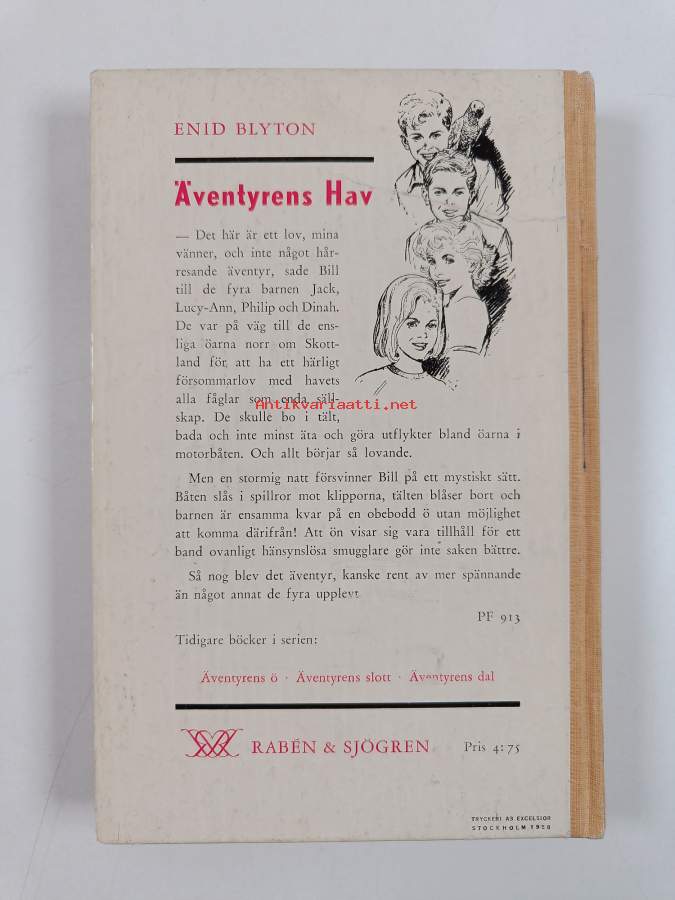 ENID BLYTON
Äventyrens Hav
— Det här är ett lov, mina
vänner, och inte något hår-
resande äventyr, sade Bill
till de fyra barnen Jack,
Lucy-Ann, Philip och Dinah.
De var på väg till de ens-
liga öarna norr om Skott-
land för att ha ett härligt
försommarlov med havets
alla fåglar som enda säll-
Antikvariaatti.net
skap. De skulle bo i tält,
bada och inte minst äta och göra utflykter bland öarna i
motorbåten. Och allt börjar så lovande.
Men en stormig natt försvinner Bill på ett mystiskt sätt.
Båten slås i spillror mot klipporna, tälten blåser bort och
barnen är ensamma kvar på en obebodd ö utan möjlighet
att komma därifrån! Att ön visar sig vara tillhåll för ett
band ovanligt hänsynslösa smugglare gör inte saken bättre.
Så nog blev det äventyr, kanske rent av mer spännande
än något annat de fyra upplevt
PF 913
Tidigare böcker i serien:
Äventyrens ö · Äventyrens slott · Äventyrens dal
RABÉN & SJÖGREN Pris 4:75
TRYCKERI AB EXCELSIOR
STOCKHOLM 1958